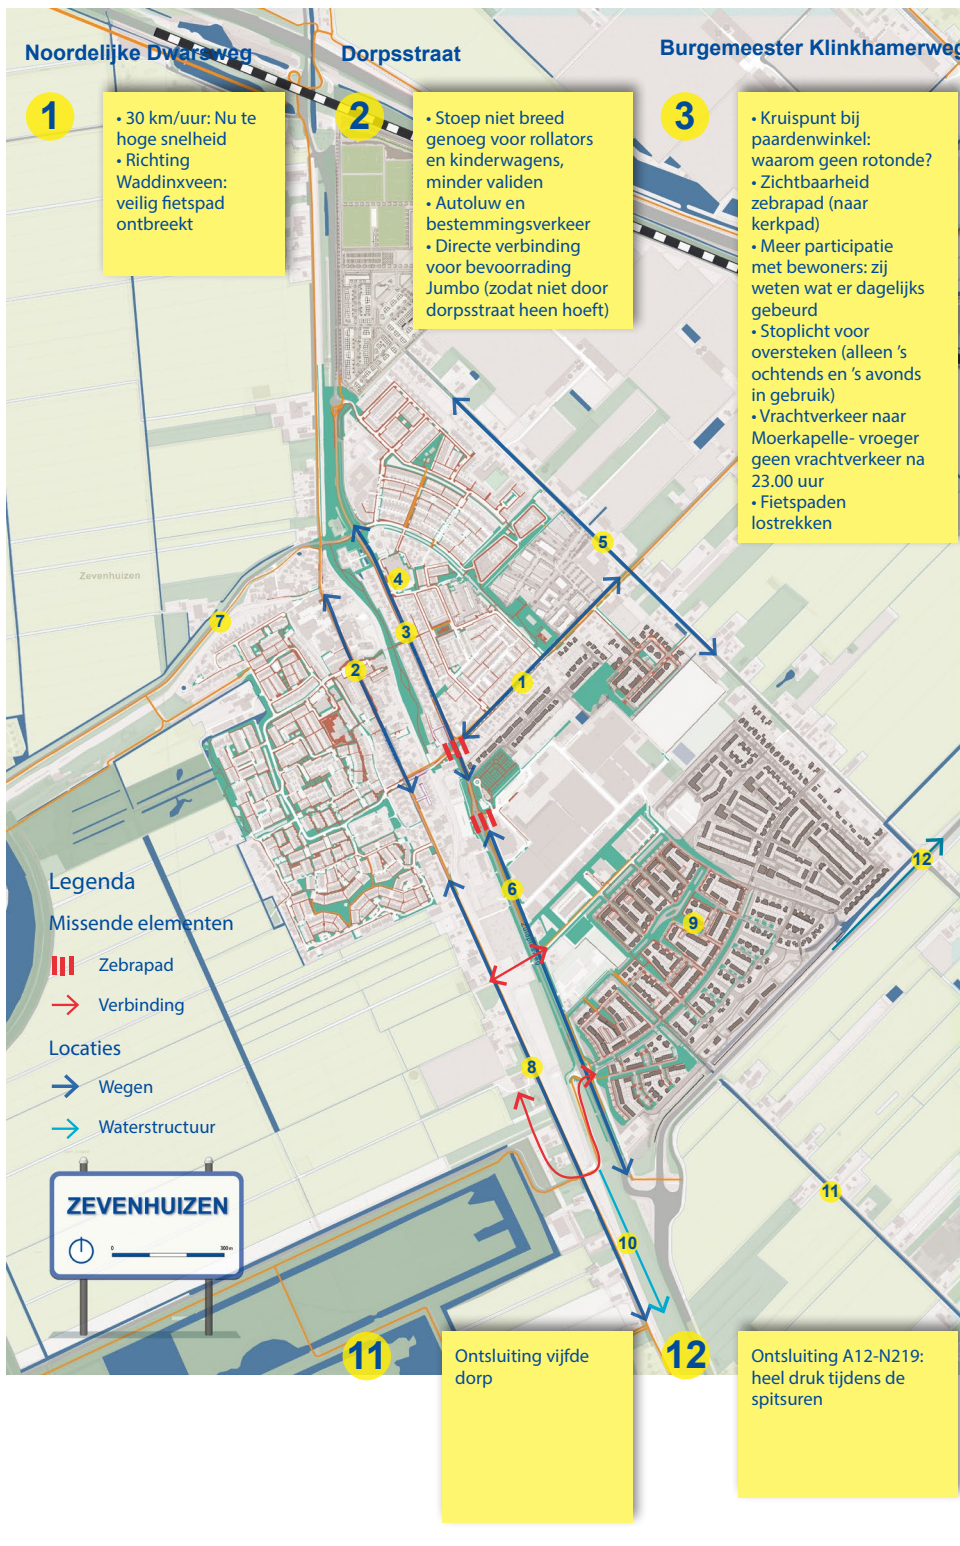 Noordelijke Dwarsweg
Dorpsstraat
Burgemeester Klinkhamerweg
1
• 30 km/uur: Nu te
hoge snelheid
• Richting
Waddinxveen:
veilig fietspad
ontbreekt
2
• Stoep niet breed
genoeg voor rollators
en kinderwagens,
minder validen
• Autoluw en
bestemmingsverkeer
• Directe verbinding
voor bevoorrading
Jumbo (zodat niet door
dorpsstraat heen hoeft)
3
• Kruispunt bij
paardenwinkel:
waarom geen rotonde?
• Zichtbaarheid
zebrapad (naar
kerkpad)
• Meer participatie
met bewoners: zij
weten wat er dagelijks
gebeurd
• Stoplicht voor
oversteken (alleen 's
ochtends en 's avonds
in gebruik)
• Vrachtverkeer naar
Moerkapelle- vroeger
geen vrachtverkeer na
23.00 uur
• Fietspaden
lostrekken
5
Zevenhuizen
4
7
3
2
1
12
6
9
8
11
10
Legenda
Missende elementen
Zebrapad
Verbinding
Locaties
Wegen
Waterstructuur
ZEVENHUIZEN
0 300m
11
Ontsluiting vijfde
dorp
12
Ontsluiting A12-N219:
heel druk tijdens de
spitsuren